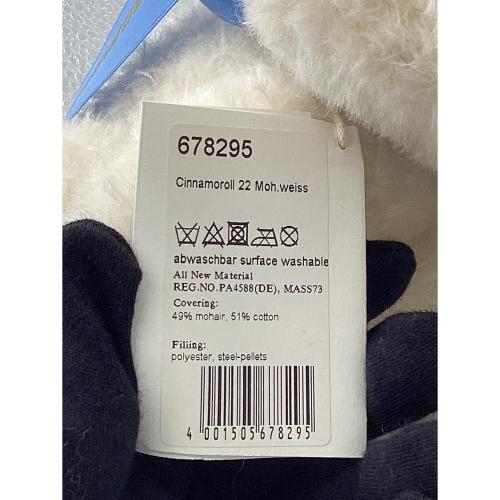 678295
Cinnamoroll 22 Moh.weiss
abwaschbar surface washable
All New Material
REG.NO.PA4588(DE), MASS73
Covering:
49% mohair, 51% cotton
Filling:
polyester, steel-pellets
4 001505 678295